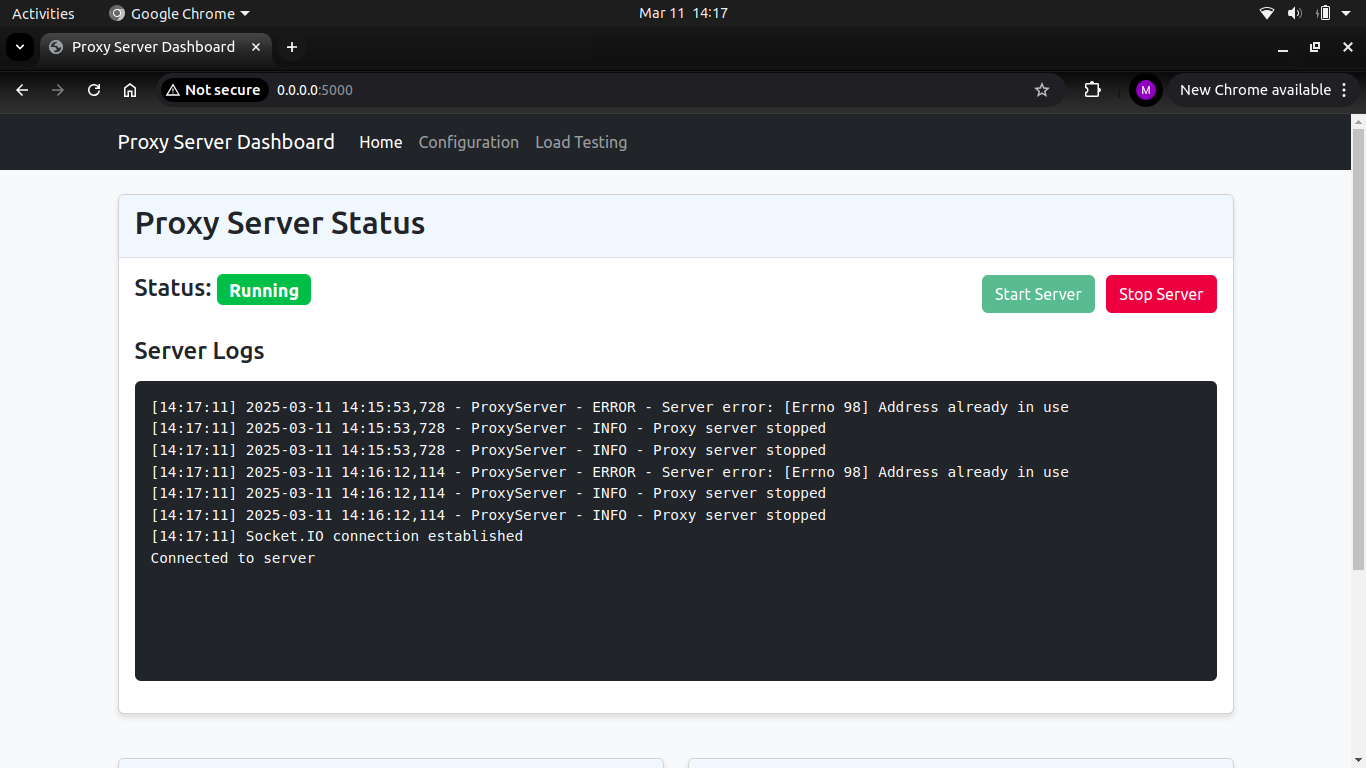 Activities Google Chrome Mar 11 14:17
Proxy Server Dashboard
Not secure 0.0.0.0:5000 M New Chrome available
Proxy Server Dashboard Home Configuration Load Testing
Proxy Server Status
Status: Running Start Server Stop Server
Server Logs
[14:17:11] 2025-03-11 14:15:53,728 - ProxyServer - ERROR - Server error: [Errno 98] Address already in use
[14:17:11] 2025-03-11 14:15:53,728 - ProxyServer - INFO - Proxy server stopped
[14:17:11] 2025-03-11 14:15:53,728 - ProxyServer - INFO - Proxy server stopped
[14:17:11] 2025-03-11 14:16:12,114 - ProxyServer - ERROR - Server error: [Errno 98] Address already in use
[14:17:11] 2025-03-11 14:16:12,114 - ProxyServer - INFO - Proxy server stopped
[14:17:11] 2025-03-11 14:16:12,114 - ProxyServer - INFO - Proxy server stopped
[14:17:11] Socket.IO connection established
Connected to server